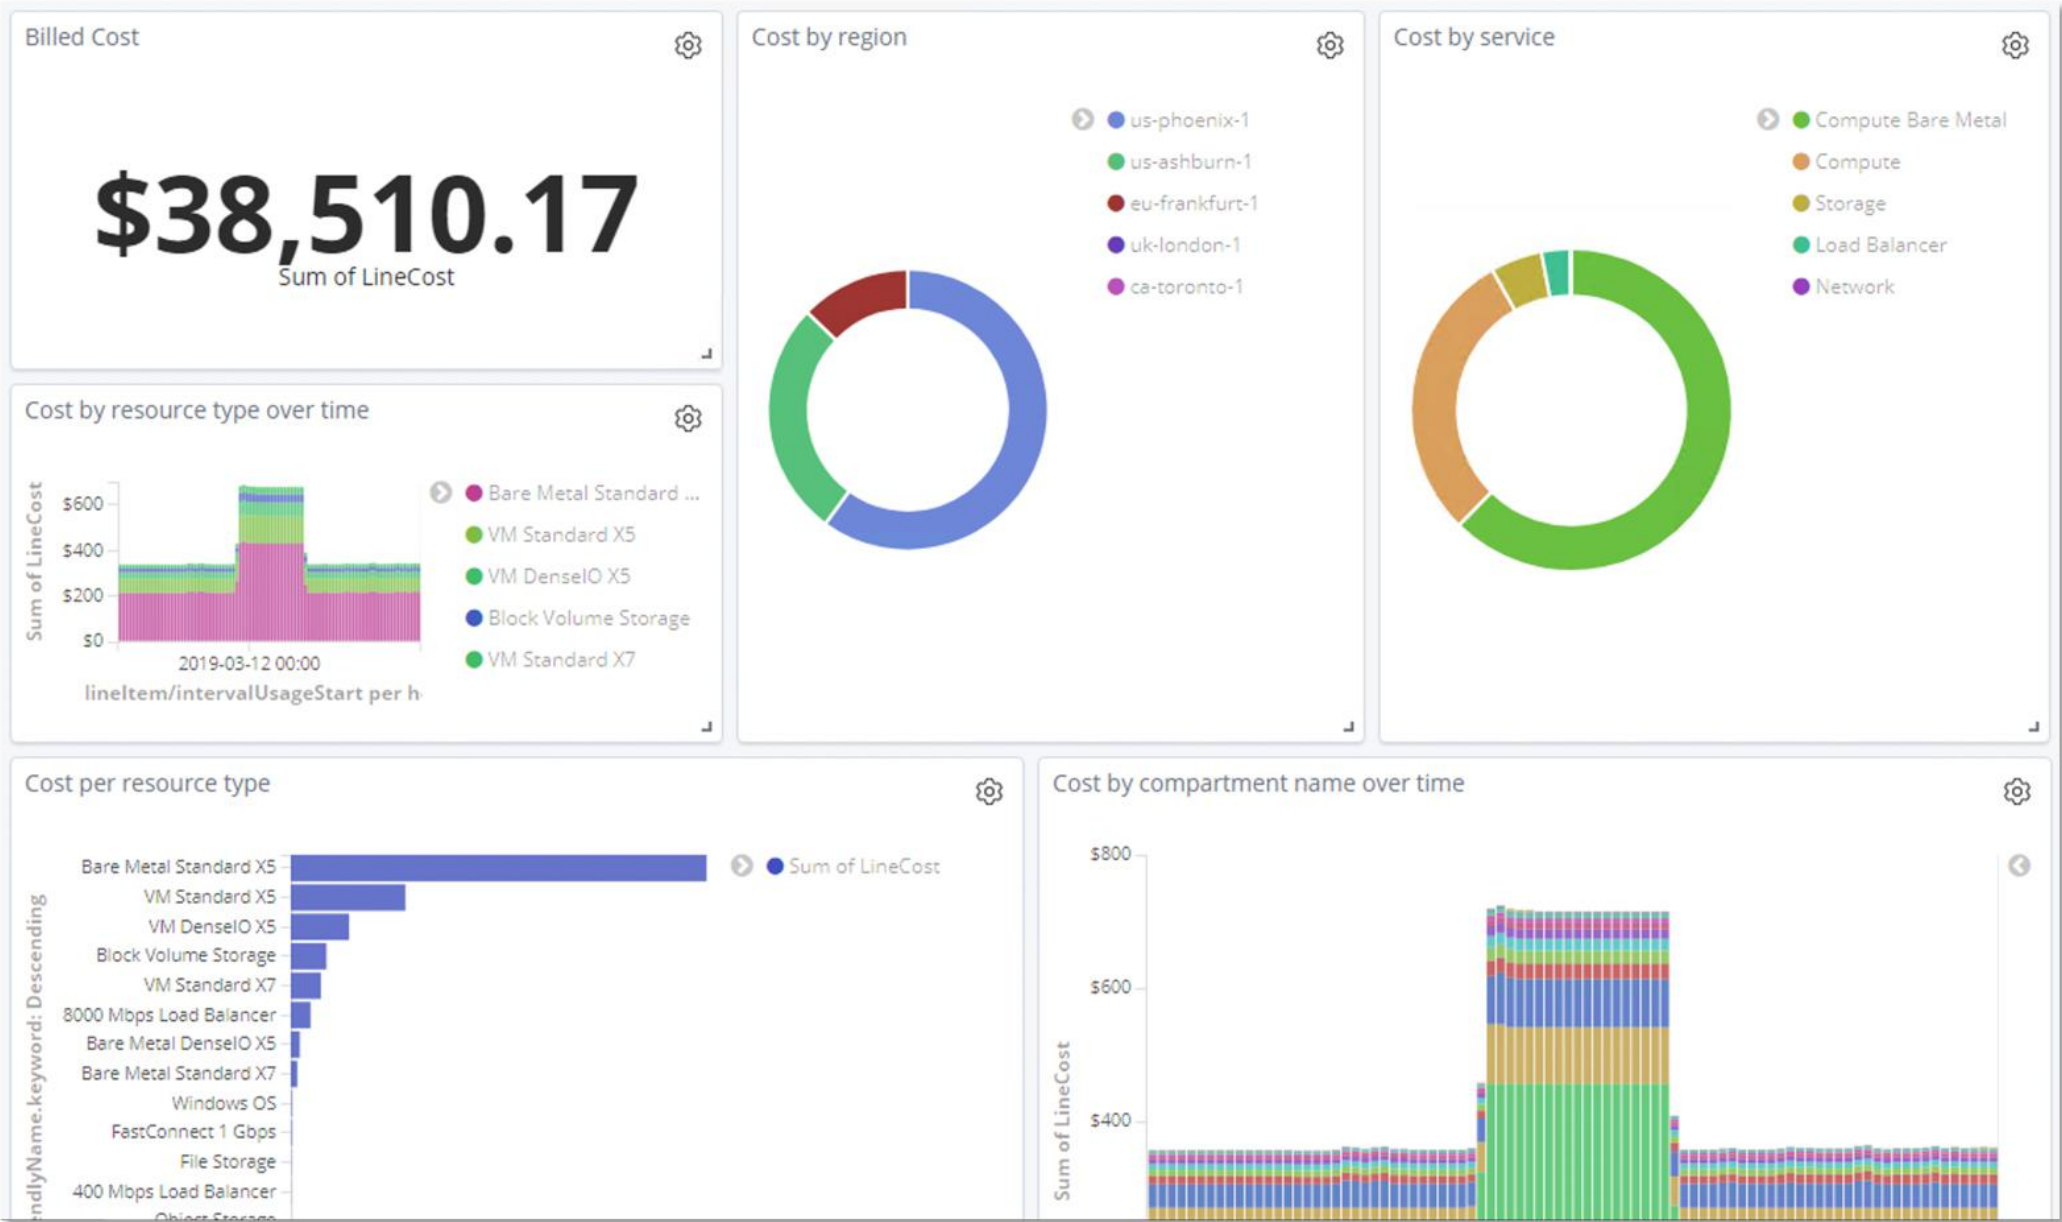 Billed Cost
$38,510.17
Sum of LineCost
Cost by region
us-phoenix-1
us-ashburn-1
eu-frankfurt-1
uk-london-1
ca-toronto-1
Cost by service
Compute Bare Metal
Compute
Storage
Load Balancer
Network
Cost by resource type over time
Sum of LineCost
$600
$400
$200
$0
2019-03-12 00:00
lineItem/intervalUsageStart per h
Bare Metal Standard ...
VM Standard X5
VM DenseIO X5
Block Volume Storage
VM Standard X7
Cost per resource type
endlyName.keyword: Descending
Bare Metal Standard X5
VM Standard X5
VM DenseIO X5
Block Volume Storage
VM Standard X7
8000 Mbps Load Balancer
Bare Metal DenseIO X5
Bare Metal Standard X7
Windows OS
FastConnect 1 Gbps
File Storage
400 Mbps Load Balancer
Object Storage
Sum of LineCost
Cost by compartment name over time
Sum of LineCost
$800
$600
$400